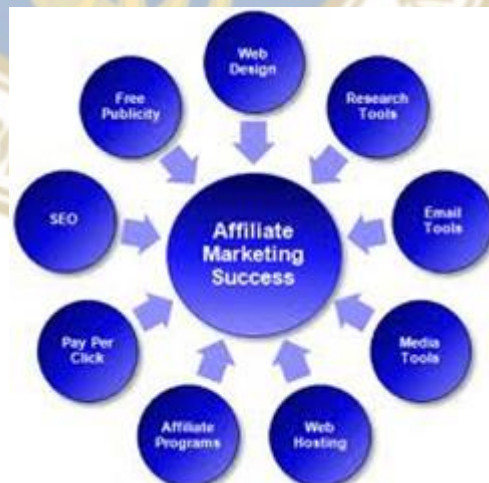 Web
Design
Research
Tools
Email
Tools
Media
Tools
Web
Hosting
Affiliate
Programs
Pay Per
Click
SEO
Free
Publicity
Affiliate
Marketing
Success